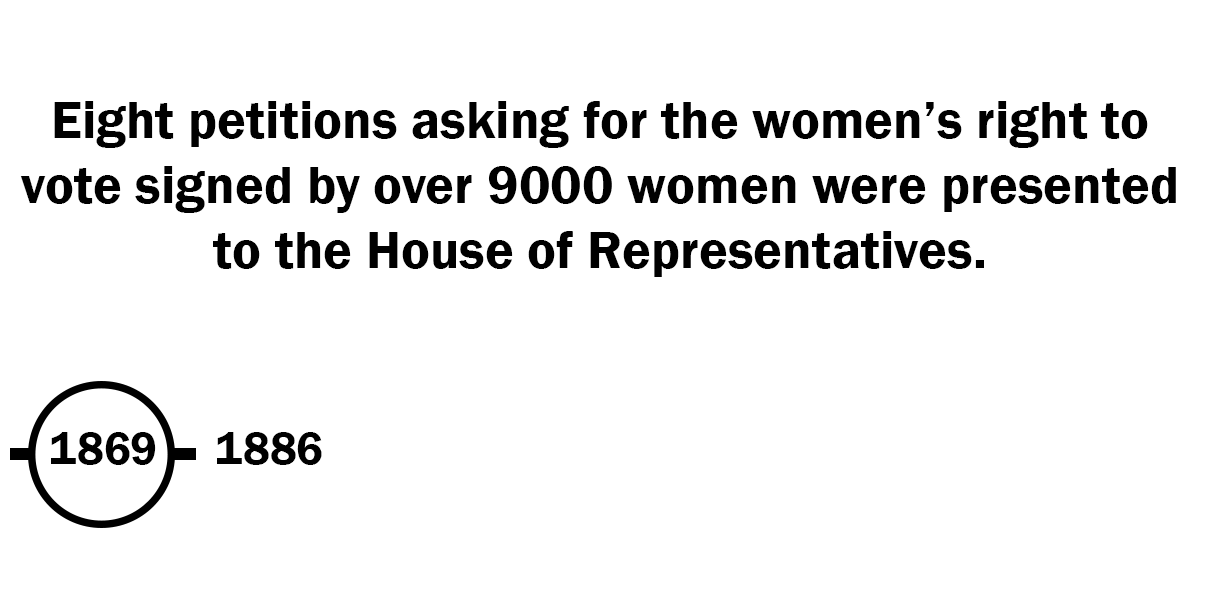 Eight petitions asking for the women’s right to
vote signed by over 9000 women were presented
to the House of Representatives.
1869 1886